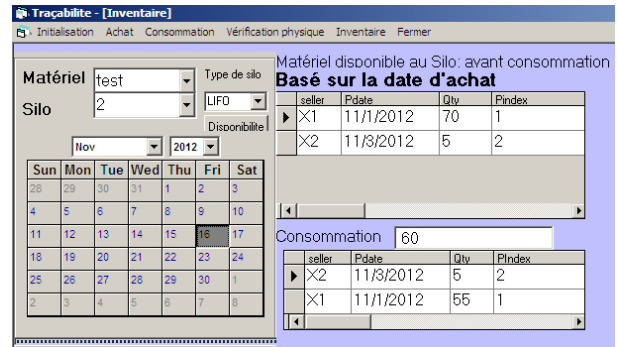 Traçabilite - [Inventaire]
Initialisation Achat Consommation Vérification physique Inventaire Fermer
Matériel test Type de silo
Silo 2 LIFO
Disponibilite
Nov 2012
Sun Mon Tue Wed Thu Fri Sat
28 29 30 31 1 2 3
4 5 6 7 8 9 10
11 12 13 14 15 16 17
18 19 20 21 22 23 24
25 26 27 28 29 30 1
2 3 4 5 6 7 8
Matériel disponible au Silo: avant consommation
Basé sur la date d'achat
seller Pdate Qty Pindex
X1 11/1/2012 70 1
X2 11/3/2012 5 2
Consommation 60
seller Pdate Qty PIndex
X2 11/3/2012 5 2
X1 11/1/2012 55 1